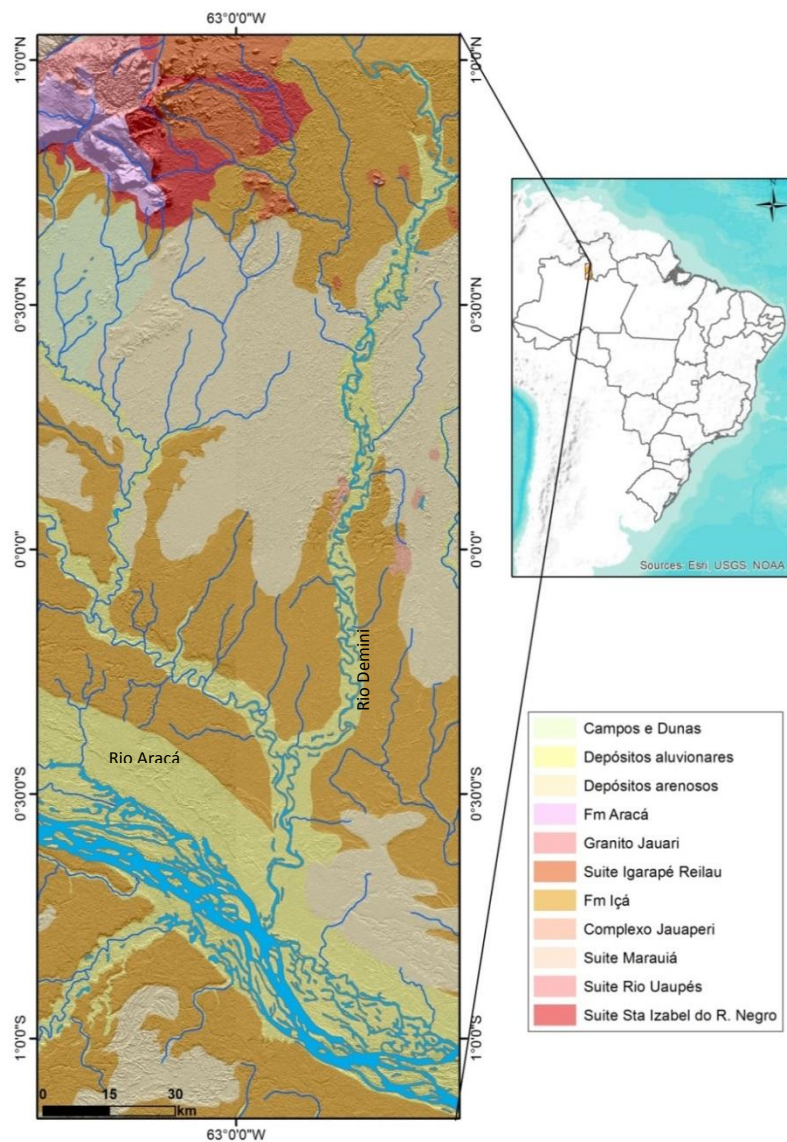 63°0'0"W
1°0'0"N
1°0'0"N
0°30'0"N
0°30'0"N
Z
Sources: Esri, USGS, NOAA
0°0'0"
0°0'0"
Rio Demini
Rio Aracá
0°30'0"S
0°30'0"S
1°0'0"S
1°0'0"S
0 15 30
km
63°0'0"W
Campos e Dunas
Depósitos aluvionares
Depósitos arenosos
Fm Aracá
Granito Jauari
Suite Igarapé Reilau
Fm Içá
Complexo Jauaperi
Suite Marauiá
Suite Rio Uaupés
Suite Sta Izabel do R. Negro